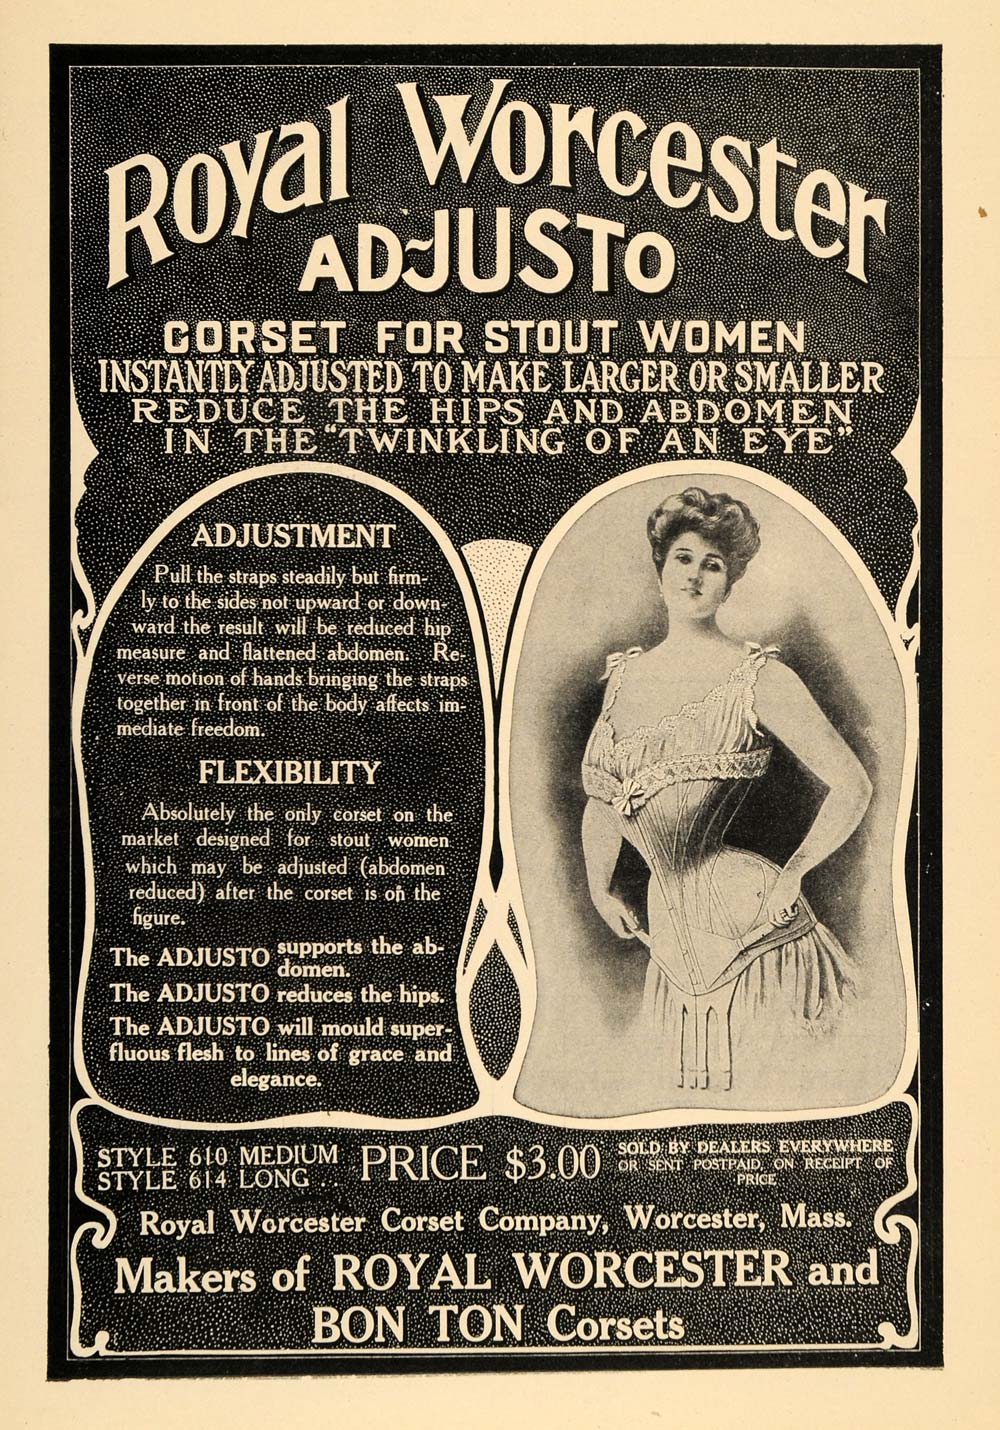 Royal Worcester
ADJUSTO
CORSET FOR STOUT WOMEN
INSTANTLY ADJUSTED TO MAKE LARGER OR SMALLER
REDUCE THE HIPS AND ABDOMEN
IN THE "TWINKLING OF AN EYE"
ADJUSTMENT
Pull the straps steadily but firm-
ly to the sides not upward or down-
ward the result will be reduced hip
measure and flattened abdomen. Re-
verse motion of hands bringing the straps
together in front of the body affects im-
mediate freedom.
FLEXIBILITY
Absolutely the only corset on the
market designed for stout women
which may be adjusted (abdomen
reduced) after the corset is on the
figure.
The ADJUSTO supports the ab-
domen.
The ADJUSTO reduces the hips.
The ADJUSTO will mould super-
fluous flesh to lines of grace and
elegance.
STYLE 610 MEDIUM
STYLE 614 LONG ..
PRICE $3.00
SOLD BY DEALERS EVERYWHERE
OR SENT POSTPAID ON RECEIPT OF
PRICE
Royal Worcester Corset Company, Worcester, Mass.
Makers of ROYAL WORCESTER and
BON TON Corsets